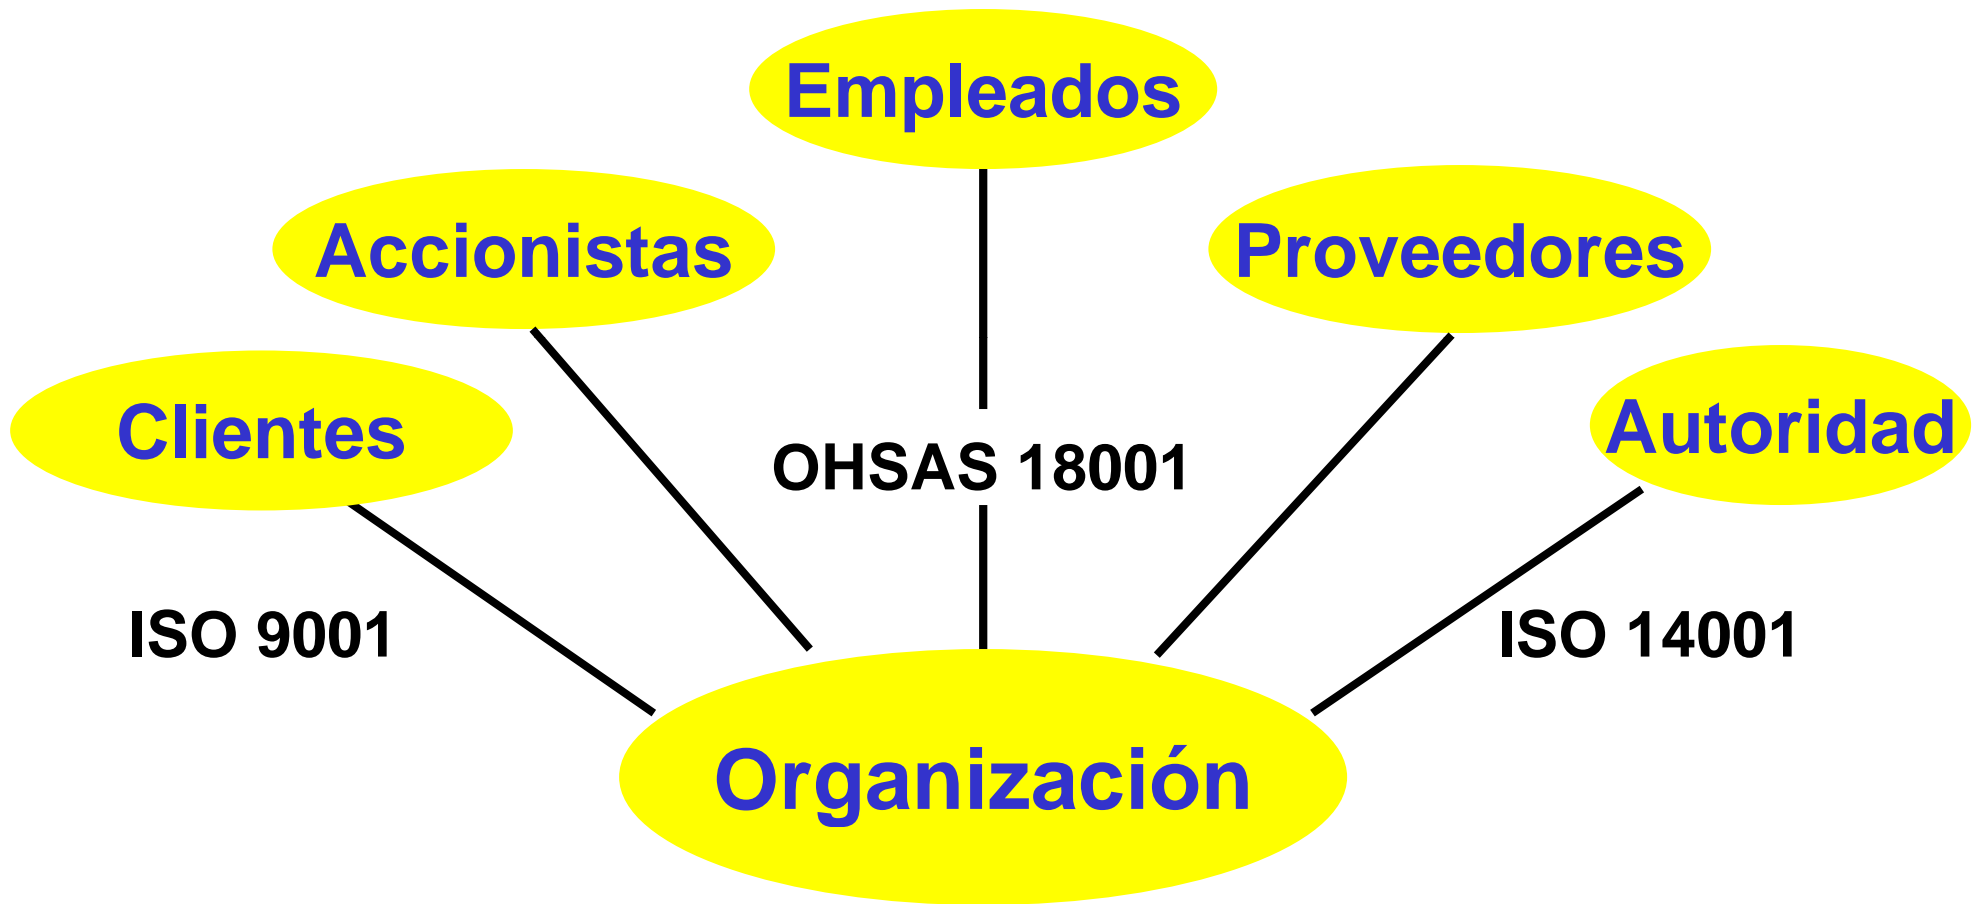 Empleados
Accionistas
Proveedores
Clientes
Autoridad
OHSAS 18001
ISO 9001
ISO 14001
Organización